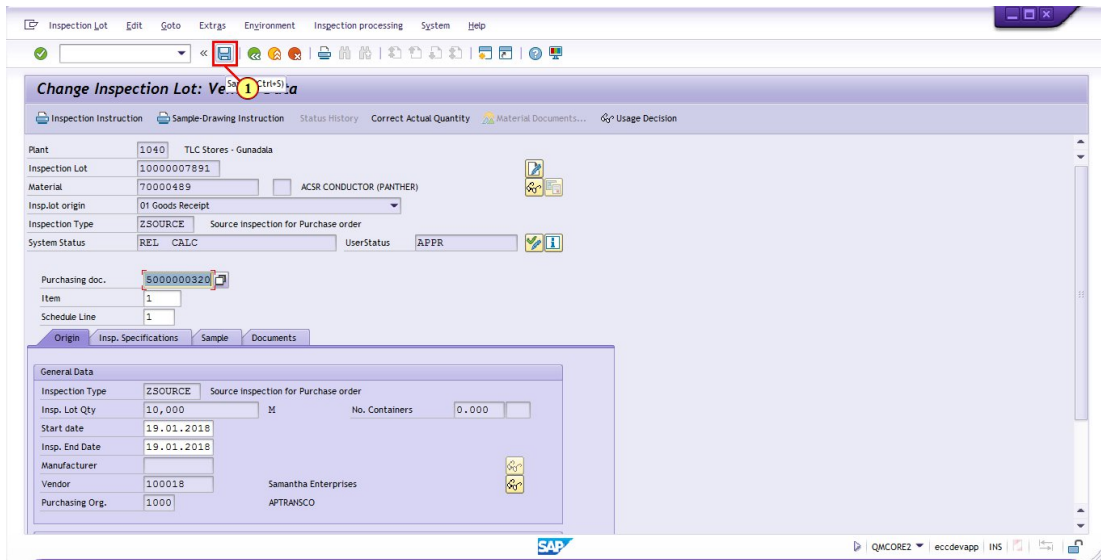 Inspection Lot Edit Goto Extras Environment Inspection processing System Help
Ctrl+S)
1
Change Inspection Lot:
Inspection Instruction Sample-Drawing Instruction Status History Correct Actual Quantity Material Documents... Usage Decision
Plant 1040 TLC Stores - Gunadala
Inspection Lot 10000007891
Material 70000489 ACSR CONDUCTOR (PANTHER)
Insp.lot origin 01 Goods Receipt
Inspection Type ZSOURCE Source inspection for Purchase order
System Status REL CALC UserStatus APPR
Purchasing doc. 5000000320
Item 1
Schedule Line 1
Origin Insp. Specifications Sample Documents
General Data
Inspection Type ZSOURCE Source inspection for Purchase order
Insp. Lot Qty 10,000 M No. Containers 0.000
Start date 19.01.2018
Insp. End Date 19.01.2018
Manufacturer
Vendor 100018 Samantha Enterprises
Purchasing Org. 1000 APTRANSCO
SAP QMCORE2 eccdevapp INS